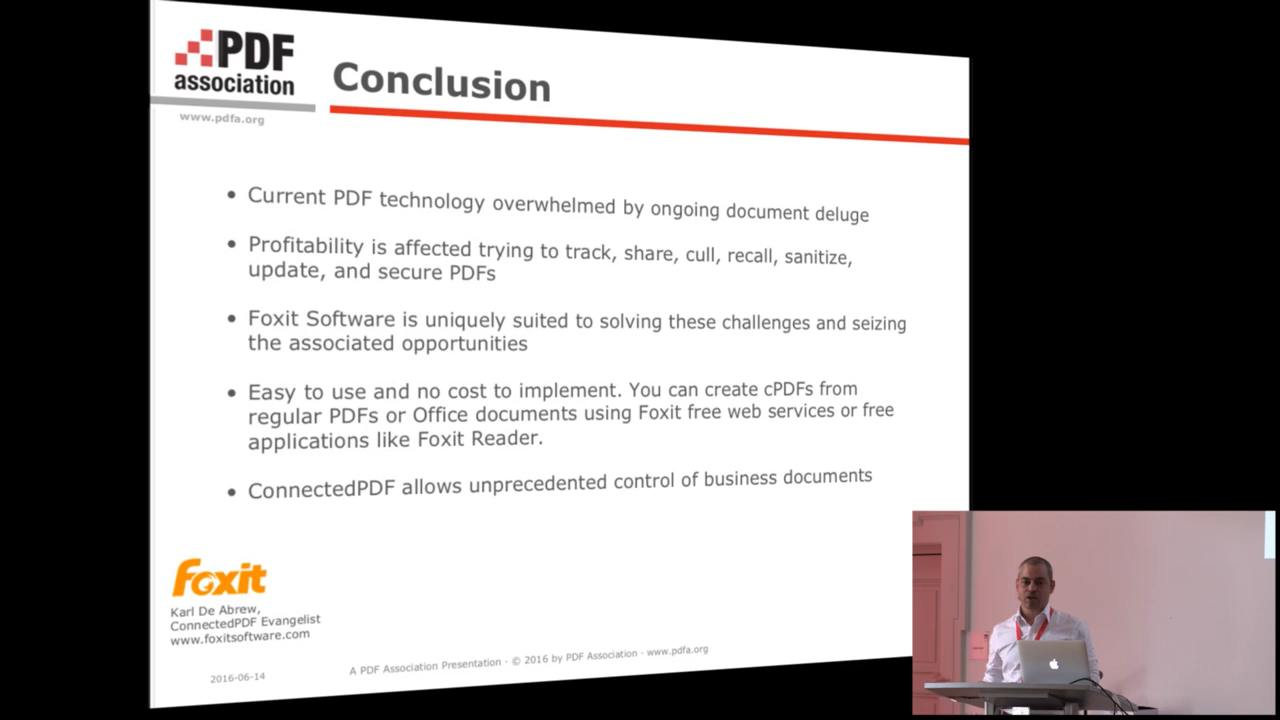 PDF
association
www.pdfa.org
Conclusion
• Current PDF technology overwhelmed by ongoing document deluge
• Profitability is affected trying to track, share, cull, recall, sanitize,
update, and secure PDFs
• Foxit Software is uniquely suited to solving these challenges and seizing
the associated opportunities
• Easy to use and no cost to implement. You can create cPDFs from
regular PDFs or Office documents using Foxit free web services or free
applications like Foxit Reader.
• ConnectedPDF allows unprecedented control of business documents
Foxit
Karl De Abrew,
ConnectedPDF Evangelist
www.foxitsoftware.com
2016-06-14
A PDF Association Presentation · © 2016 by PDF Association · www.pdfa.org